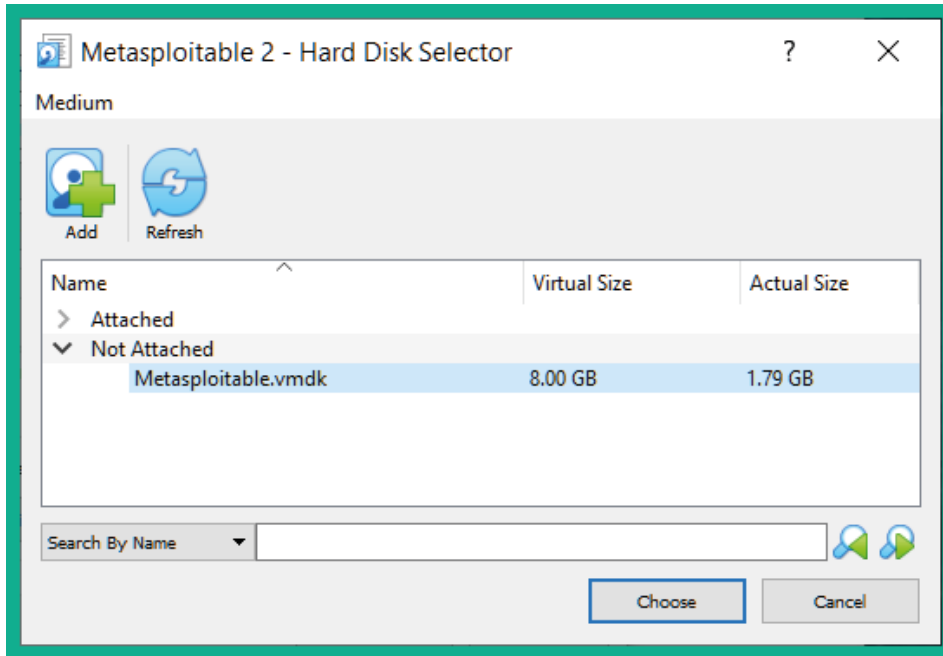 Metasploitable 2 - Hard Disk Selector ?
Medium
Add Refresh
Name Virtual Size Actual Size
Attached
Not Attached
Metasploitable.vmdk 8.00 GB 1.79 GB
Search By Name
Choose Cancel